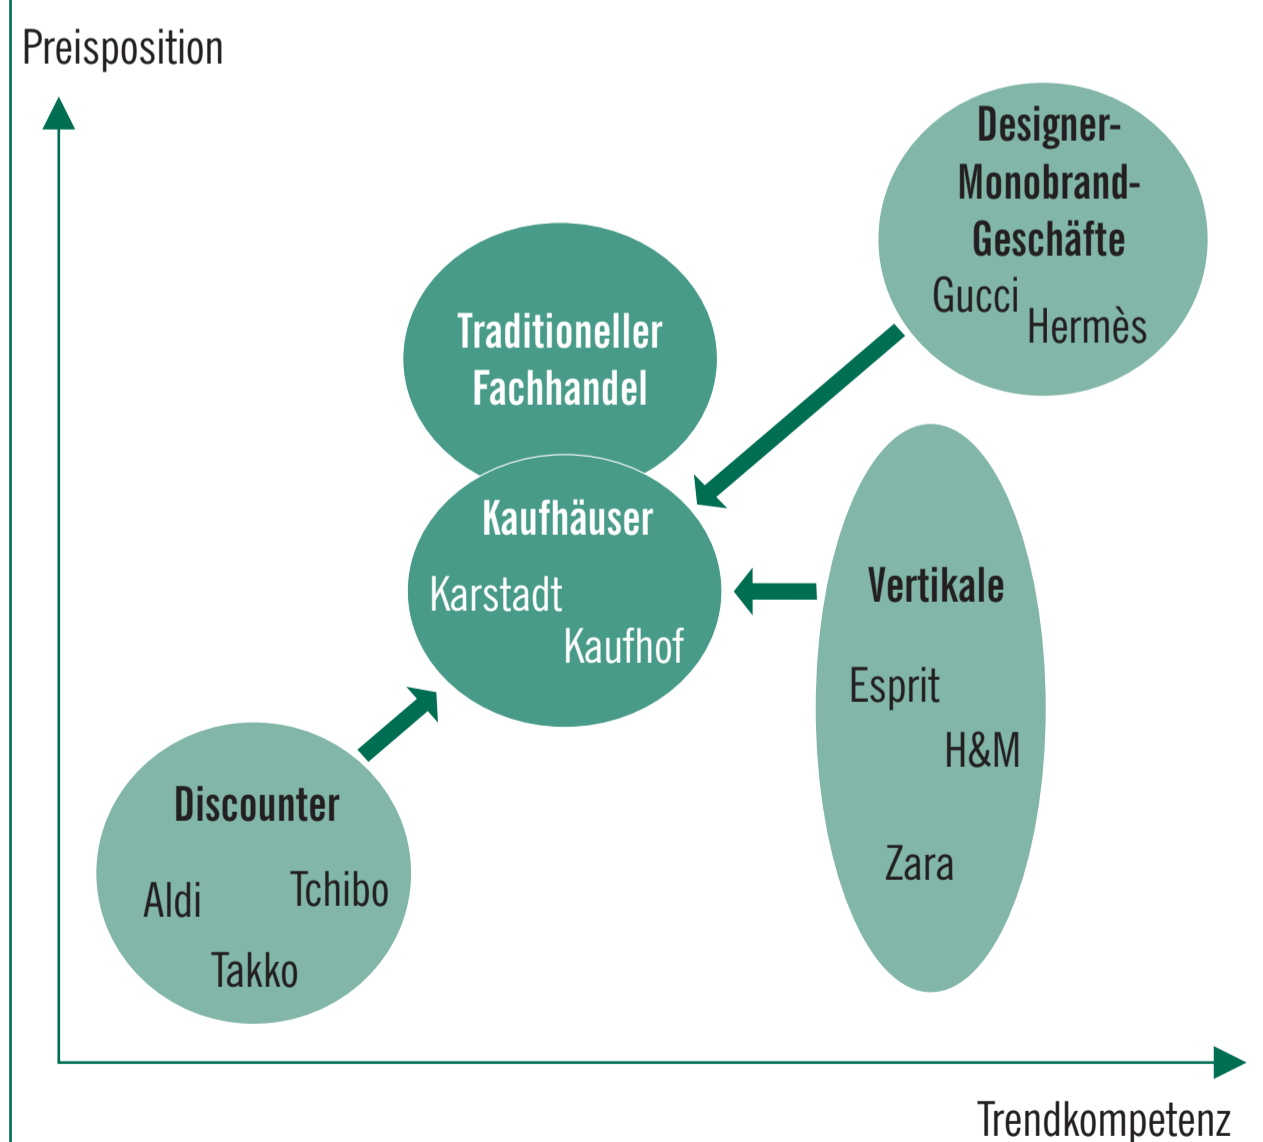 Preisposition
Designer-
Monobrand-
Geschäfte
Gucci
Hermès
Traditioneller
Fachhandel
Kaufhäuser
Karstadt
Kaufhof
Vertikale
Esprit
H&M
Zara
Discounter
Aldi
Tchibo
Takko
Trendkompetenz